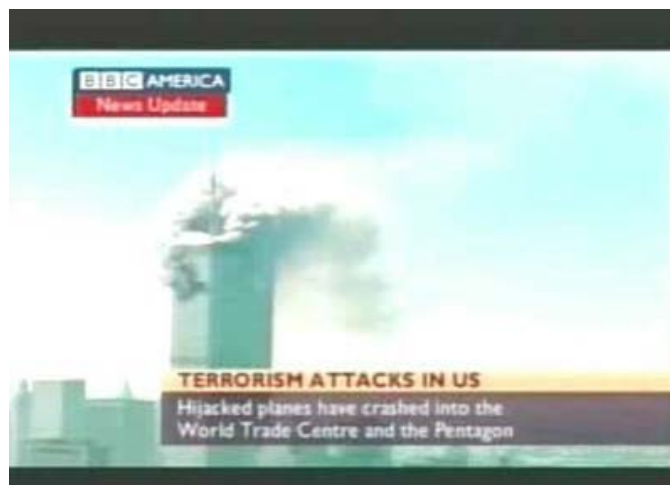 BBC AMERICA
News Update
TERRORISM ATTACKS IN US
Hijacked planes have crashed into the
World Trade Centre and the Pentagon